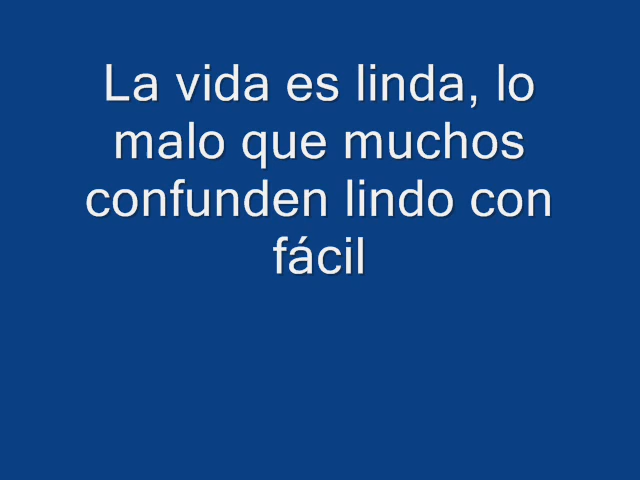 La vida es linda, lo
malo que muchos
confunden lindo con
fácil